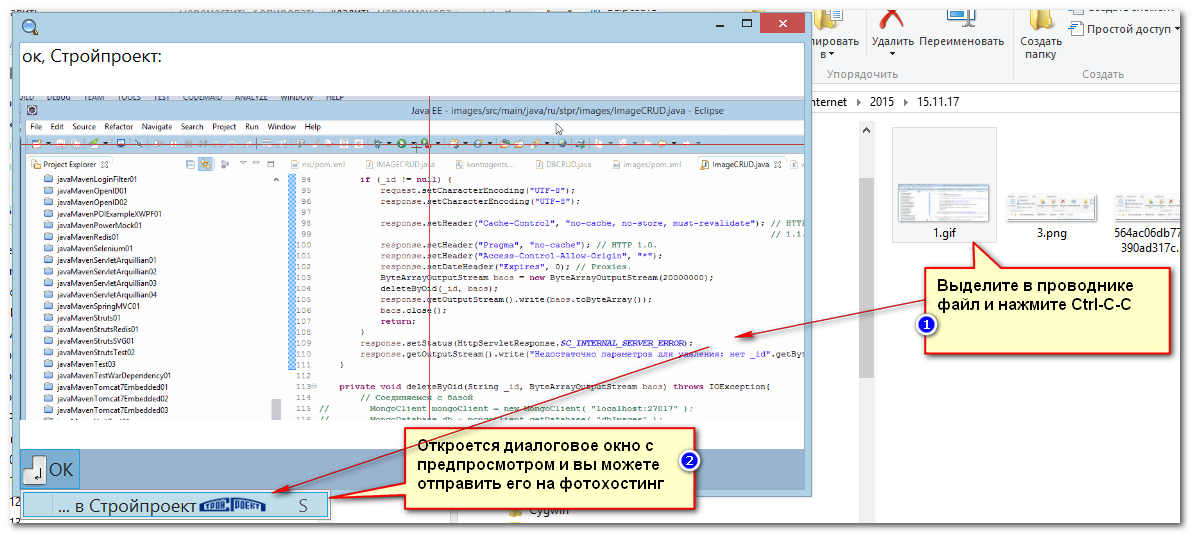 ок, Стройпроект:
BUILD DEBUG TEAM TOOLS TEST CODEMAID ANALYZE WINDOW HELP
Java EE - images/src/main/java/ru/stpr/images/ImageCRUD.java - Eclipse
File Edit Source Refactor Navigate Search Project Run Window Help
Project Explorer
nsi/pom.xml IMAGECRUD.java kontragents.... DBCRUD.java images/pom.xml ImageCRUD.java
javaMavenLoginFilter01
javaMavenOpenID01
javaMavenOpenID02
javaMavenPOIExampleXWPF01
javaMavenPowerMock01
javaMavenRedis01
javaMavenSelenium01
javaMavenServletArquillian01
javaMavenServletArquillian02
javaMavenServletArquillian03
javaMavenServletArquillian04
javaMavenSpringMVC01
javaMavenStruts01
javaMavenStrutsRedis01
javaMavenStrutsSVG01
javaMavenStrutsTest02
javaMavenTest03
javaMavenTestWarDependency01
javaMavenTomcat7Embedded01
javaMavenTomcat7Embedded02
javaMavenTomcat7Embedded03
94 if (_id != null) {
95 request.setCharacterEncoding("UTF-8");
96 response.setCharacterEncoding("UTF-8");
97
98 response.setHeader("Cache-Control", "no-cache, no-store, must-revalidate"); // HTTP
99 // 1.1.
100 response.setHeader("Pragma", "no-cache"); // HTTP 1.0.
101 response.setHeader("Access-Control-Allow-Origin", "*");
102 response.setDateHeader("Expires", 0); // Proxies.
103 ByteArrayOutputStream baos = new ByteArrayOutputStream(20000000);
104 deleteByOid(_id, baos);
105 response.getOutputStream().write(baos.toByteArray());
106 baos.close();
107 return;
108 }
109 response.setStatus(HttpServletResponse.SC_INTERNAL_SERVER_ERROR);
110 response.getOutputStream().write("Недостаточно параметров для удаления: нет _id".getByt
111 }
112
113 private void deleteByOid(String _id, ByteArrayOutputStream baos) throws IOException{
114 // Соединяемся с базой
115 // MongoClient mongoClient = new MongoClient( "localhost:27017" );
OK
... в Стройпроект
S
Удалить
Переименовать
Создать
папку
Простой доступ
Упорядочить
Создать
2015 15.11.17
1.gif
3.png
564ac06db77
390ad317c.
Cygwin
Выделите в проводнике
файл и нажмите Ctrl-C-C
1
Откроется диалоговое окно с
предпросмотром и вы можете
отправить его на фотохостинг
2